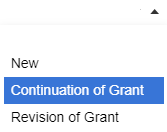 New
Continuation of Grant
Revision of Grant